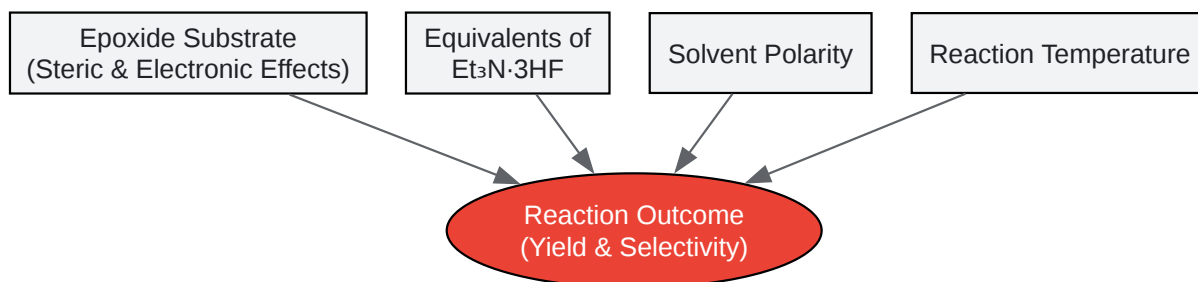 Epoxide Substrate
(Steric & Electronic Effects)
Equivalents of
Et₃N·3HF
Solvent Polarity
Reaction Temperature
Reaction Outcome
(Yield & Selectivity)